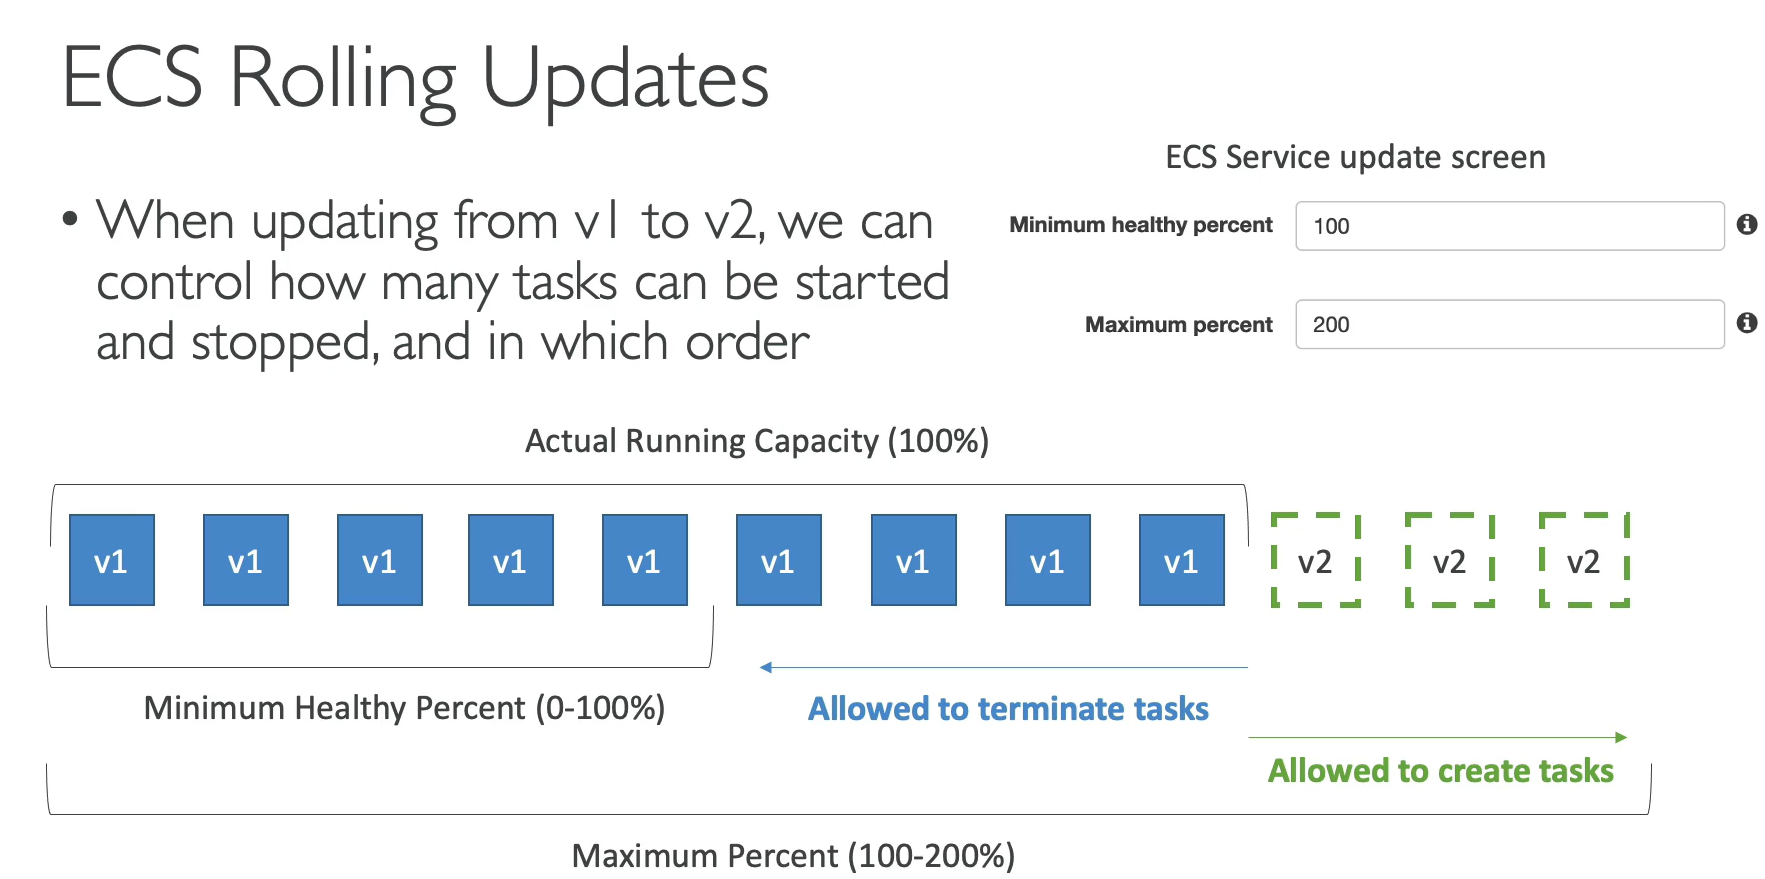 ECS Rolling Updates
• When updating from v1 to v2, we can
control how many tasks can be started
and stopped, and in which order
ECS Service update screen
Minimum healthy percent 100
Maximum percent 200
Actual Running Capacity (100%)
v1 v1 v1 v1 v1 v1 v1 v1 v1 v2 v2 v2
Minimum Healthy Percent (0-100%)
Allowed to terminate tasks
Allowed to create tasks
Maximum Percent (100-200%)